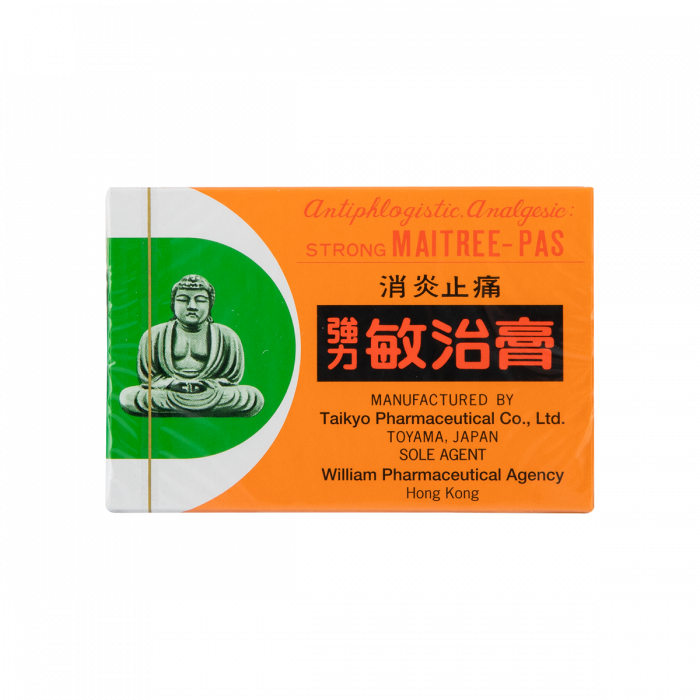 Antiphlogistic. Analgesic:
STRONG MAITREE-PAS
消炎止痛
強力 敏治膏
MANUFACTURED BY
Taikyo Pharmaceutical Co., Ltd.
TOYAMA, JAPAN
SOLE AGENT
William Pharmaceutical Agency
Hong Kong